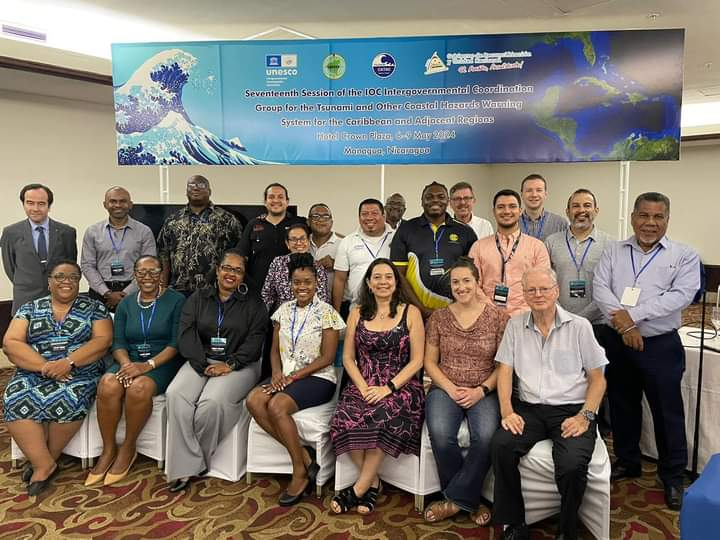 unesco
CATAC
Seventeenth Session of the IOC Intergovernmental Coordination
Group for the Tsunami and Other Coastal Hazards Warning
System for the Caribbean and Adjacent Regions
Hotel Crown Plaza, 6-9 May 2024
Managua, Nicaragua